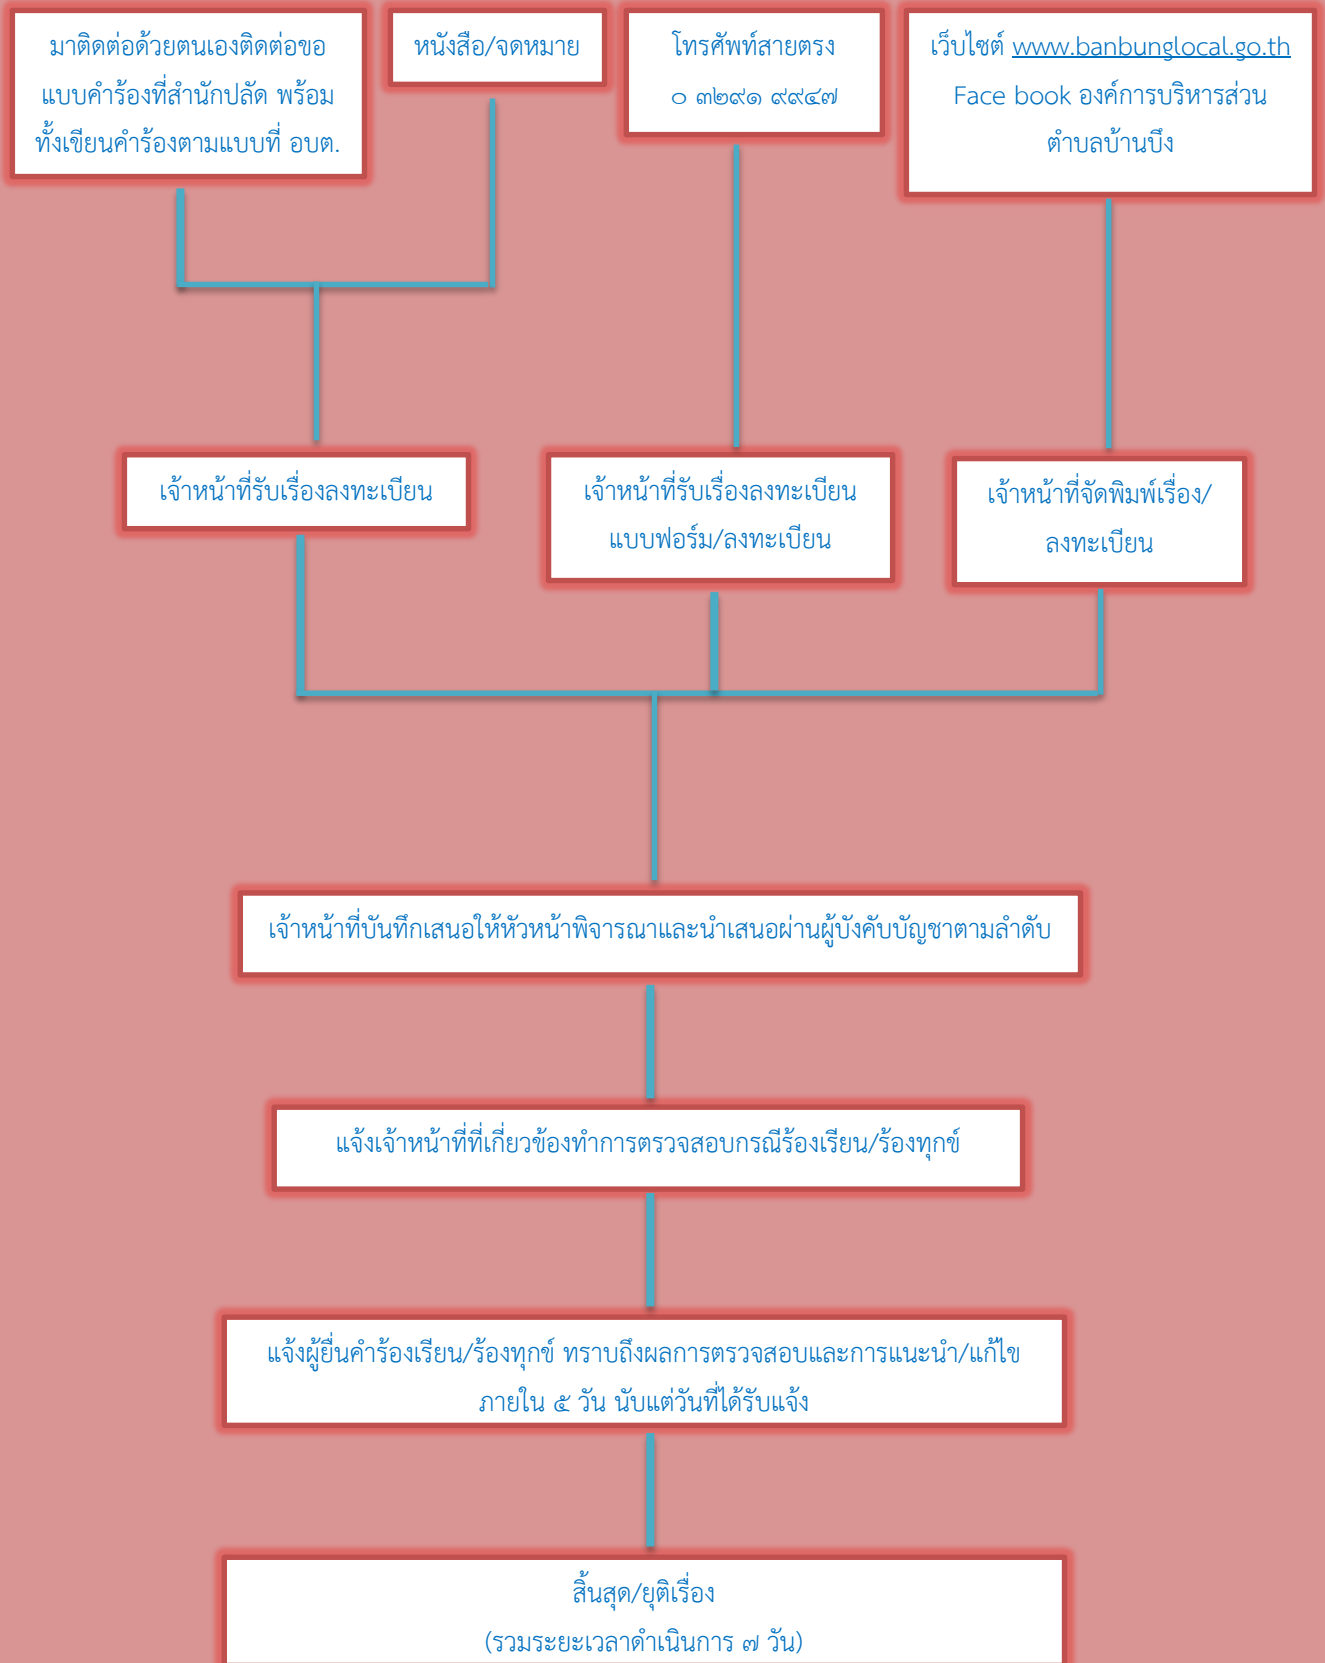 มาติดต่อด้วยตนเองติดต่อขอ
แบบคำร้องที่สำนักปลัด พร้อม
ทั้งเขียนคำร้องตามแบบที่ อบต.
หนังสือ/จดหมาย
โทรศัพท์สายตรง
๐ ๓๒๙๑ ๙๙๔๗
เว็บไซต์ www.banbunglocal.go.th
Face book องค์การบริหารส่วน
ตำบลบ้านบึง
เจ้าหน้าที่รับเรื่องลงทะเบียน
เจ้าหน้าที่รับเรื่องลงทะเบียน
แบบฟอร์ม/ลงทะเบียน
เจ้าหน้าที่จัดพิมพ์เรื่อง/
ลงทะเบียน
เจ้าหน้าที่บันทึกเสนอให้หัวหน้าพิจารณาและนำเสนอผ่านผู้บังคับบัญชาตามลำดับ
แจ้งเจ้าหน้าที่ที่เกี่ยวข้องทำการตรวจสอบกรณีร้องเรียน/ร้องทุกข์
แจ้งผู้ยื่นคำร้องเรียน/ร้องทุกข์ ทราบถึงผลการตรวจสอบและการแนะนำ/แก้ไข
ภายใน ๕ วัน นับแต่วันที่ได้รับแจ้ง
สิ้นสุด/ยุติเรื่อง
(รวมระยะเวลาดำเนินการ ๗ วัน)